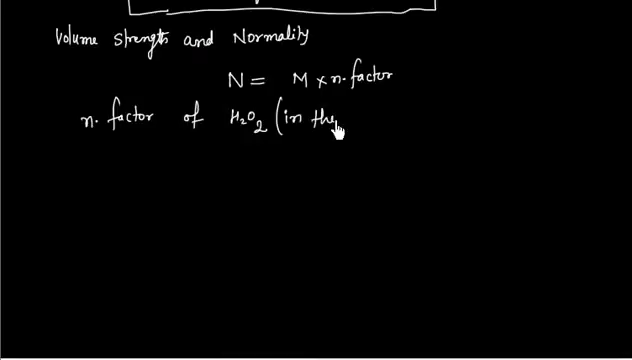 Volume Strength and Normality
N = M × n.factor
n.factor of H₂O₂ (in the